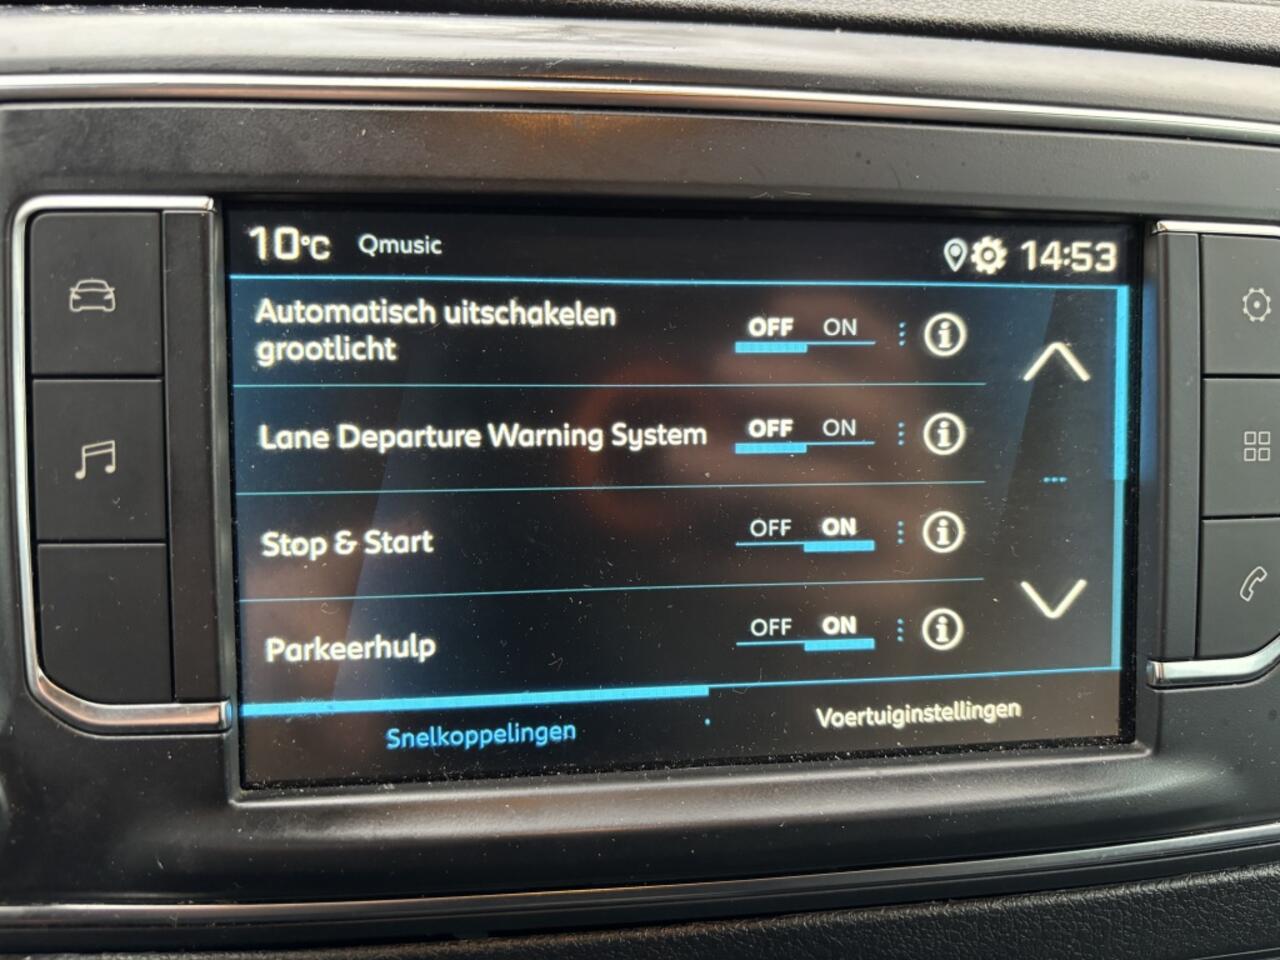 10°C Qmusic 14:53
Automatisch uitschakelen
grootlicht
OFF ON
Lane Departure Warning System OFF ON
Stop & Start OFF ON
Parkeerhulp OFF ON
Snelkoppelingen Voertuiginstellingen